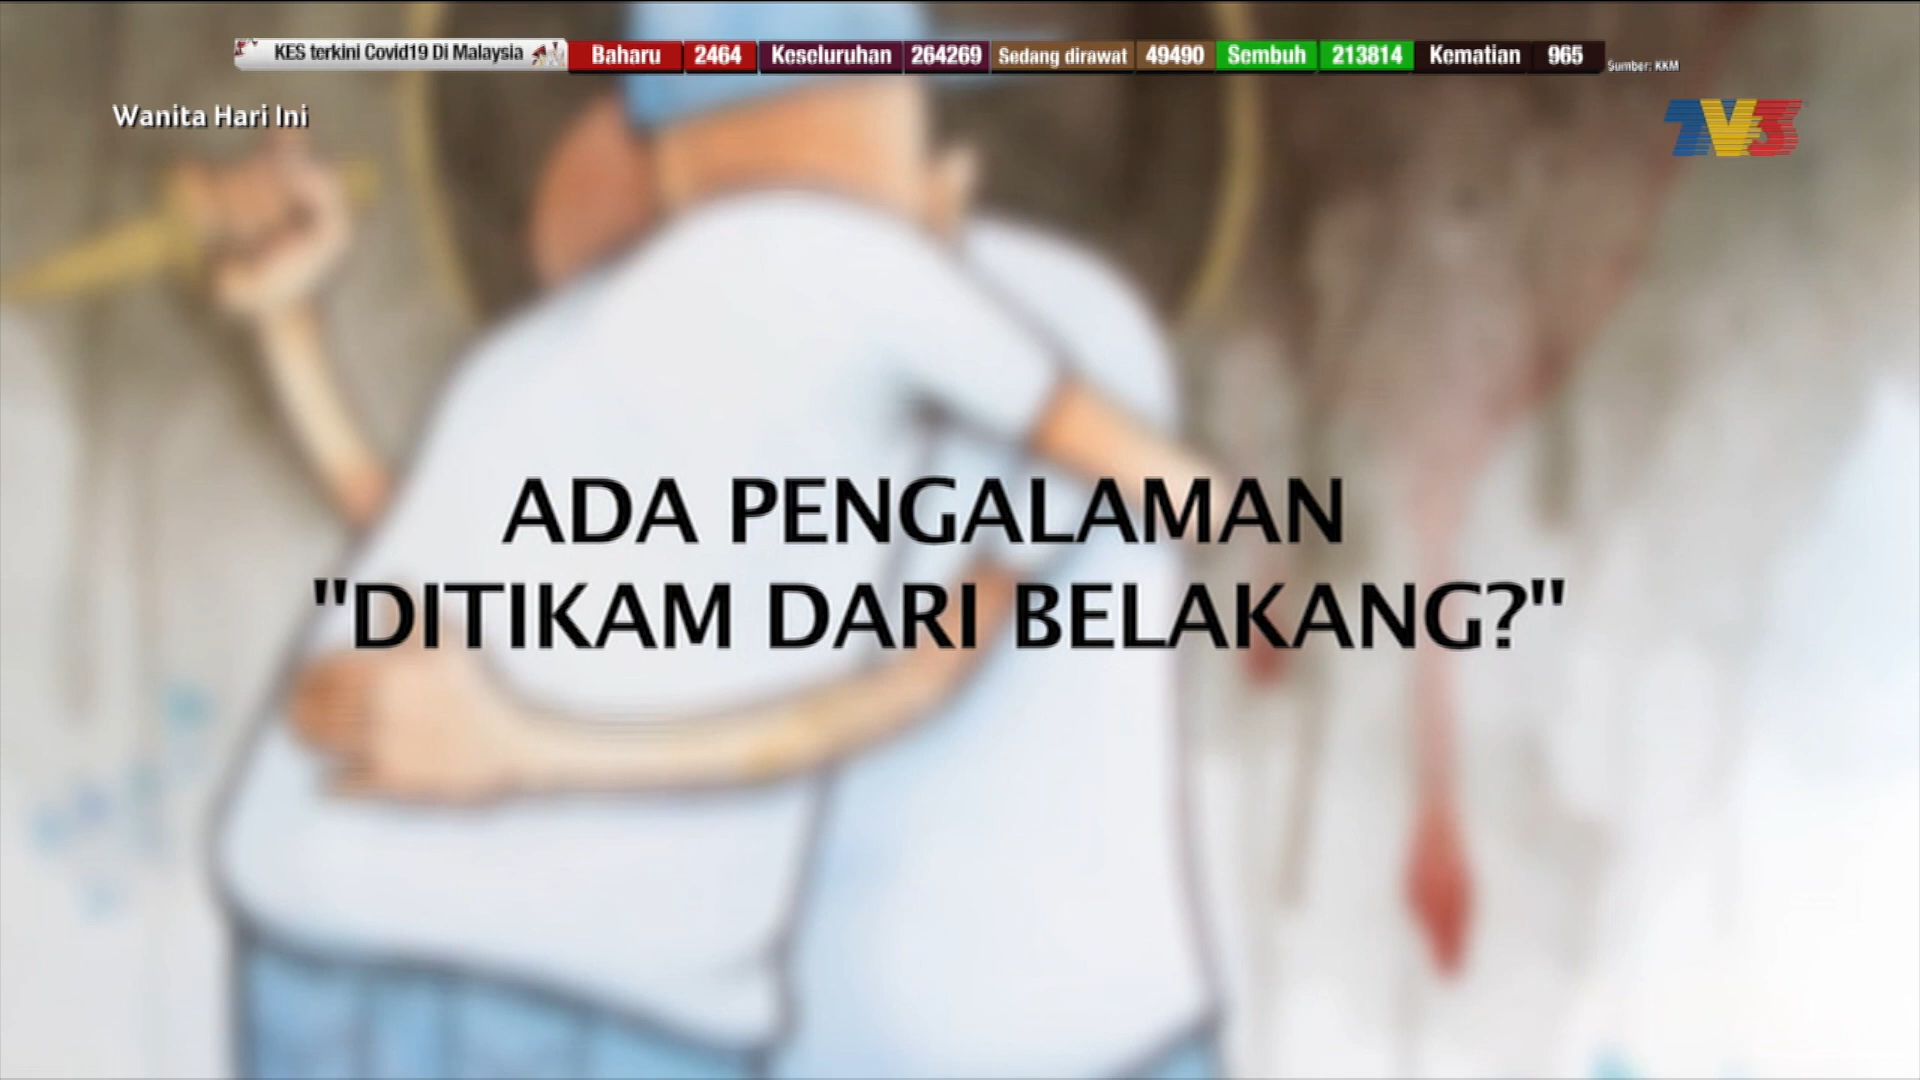 KES terkini Covid19 Di Malaysia Baharu 2464 Keseluruhan 264269 Sedang dirawat 49490 Sembuh 213814 Kematian 965 Sumber: KKM
Wanita Hari Ini
TV3
ADA PENGALAMAN
"DITIKAM DARI BELAKANG?"